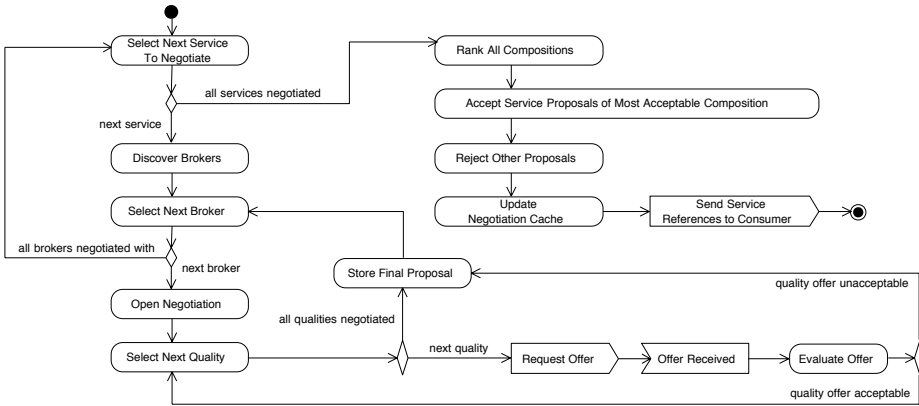 Select Next Service
To Negotiate
Rank All Compositions
all services negotiated
Accept Service Proposals of Most Acceptable Composition
next service
Discover Brokers
Reject Other Proposals
Select Next Broker
Update
Negotiation Cache
Send Service
References to Consumer
all brokers negotiated with
next broker
Store Final Proposal
quality offer unacceptable
Open Negotiation
all qualities negotiated
Select Next Quality
next quality
Request Offer
Offer Received
Evaluate Offer
quality offer acceptable